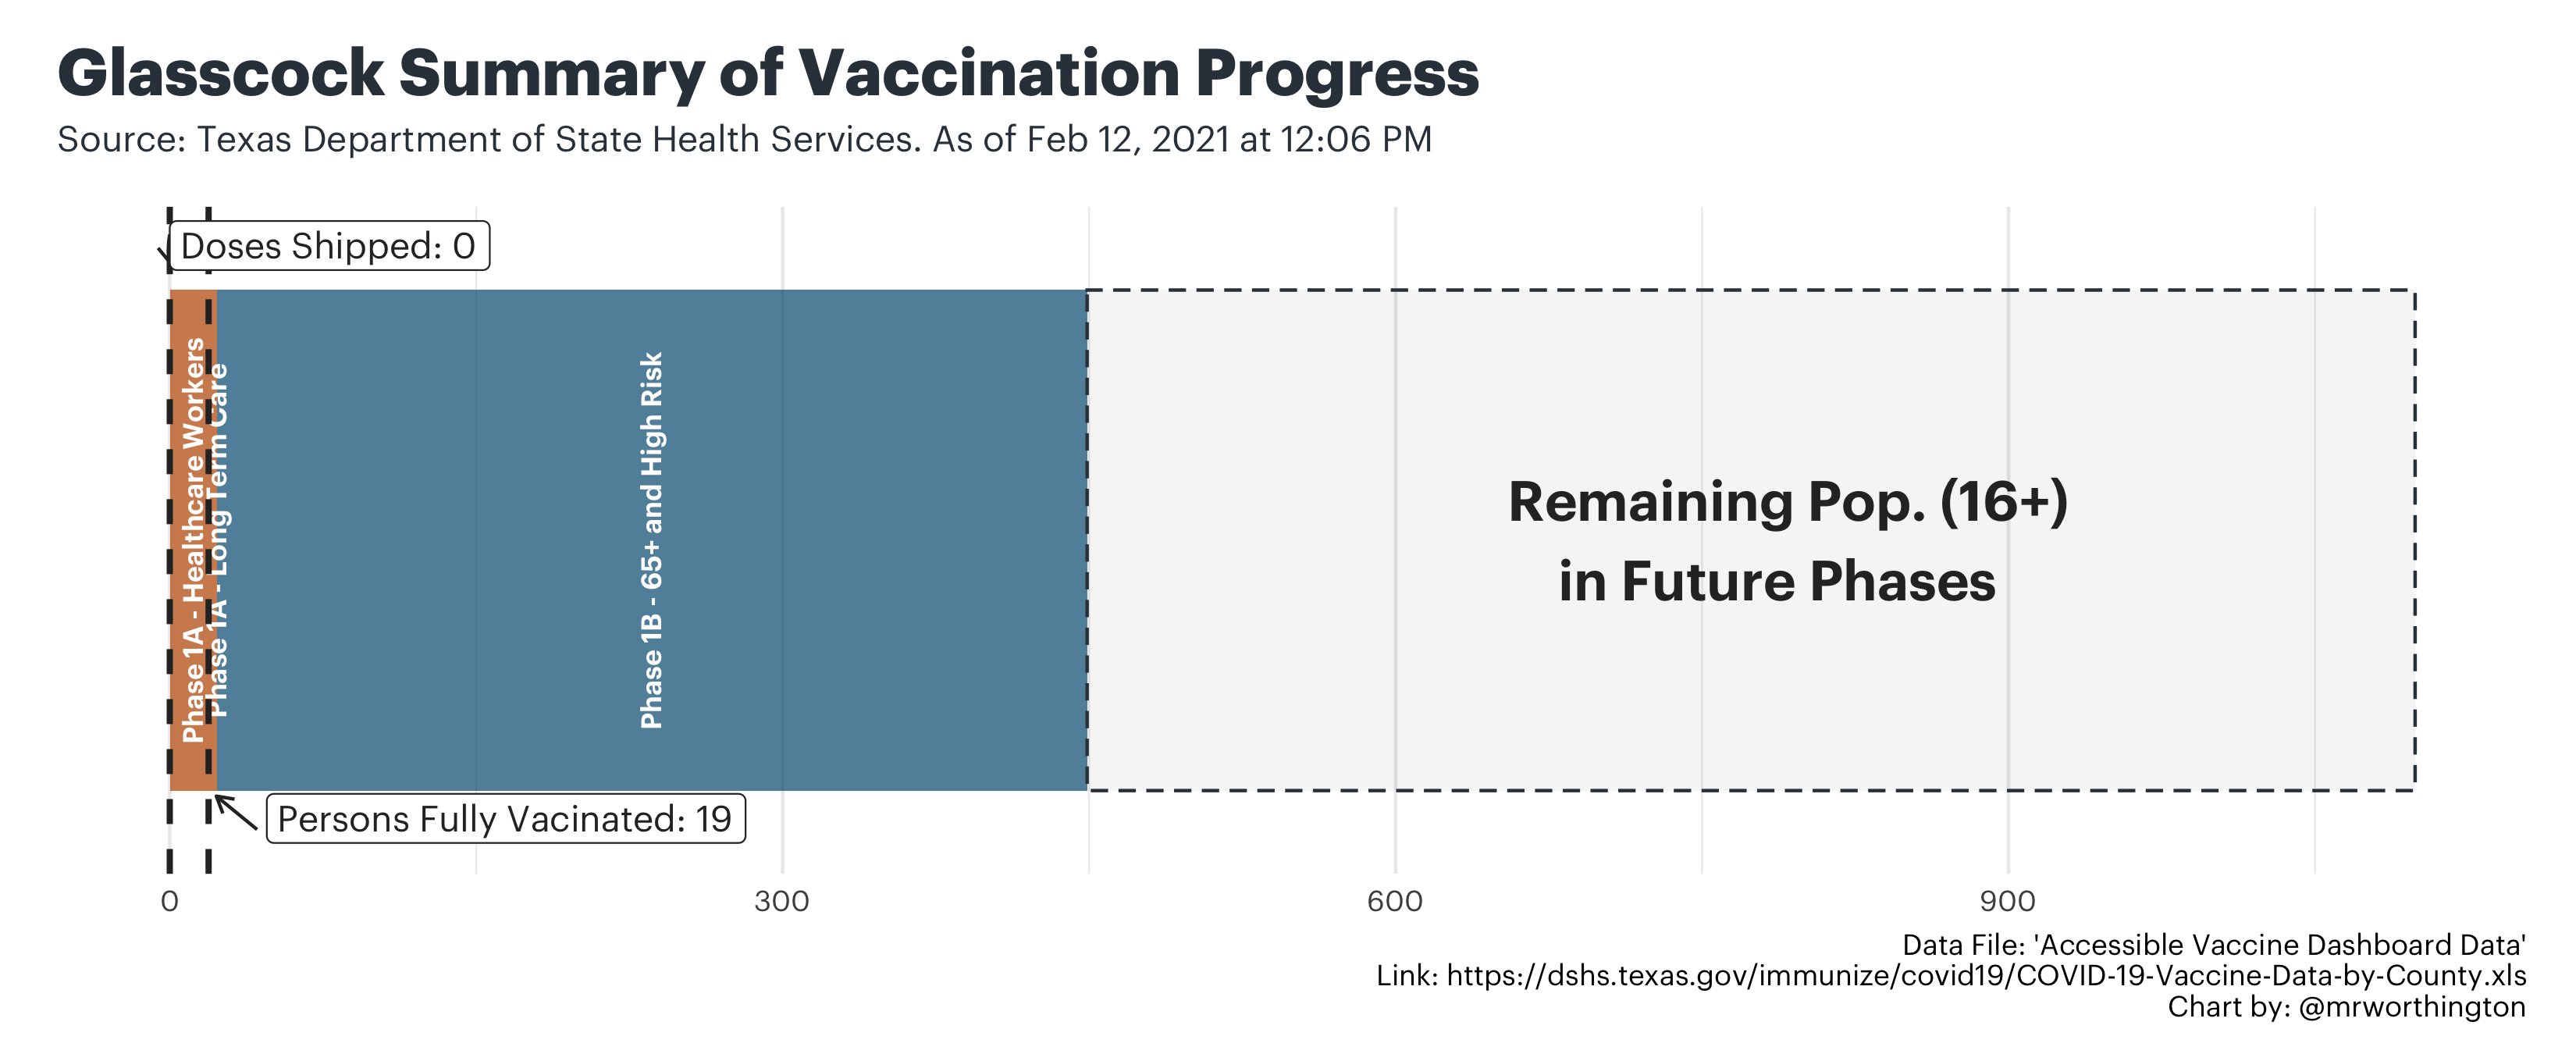 Glasscock Summary of Vaccination Progress
Source: Texas Department of State Health Services. As of Feb 12, 2021 at 12:06 PM
Doses Shipped: 0
Phase 1A - Healthcare Workers
Phase 1A - Long Term Care
Phase 1B - 65+ and High Risk
Remaining Pop. (16+)
in Future Phases
Persons Fully Vacinated: 19
0 300 600 900
Data File: 'Accessible Vaccine Dashboard Data'
Link: https://dshs.texas.gov/immunize/covid19/COVID-19-Vaccine-Data-by-County.xls
Chart by: @mrworthington